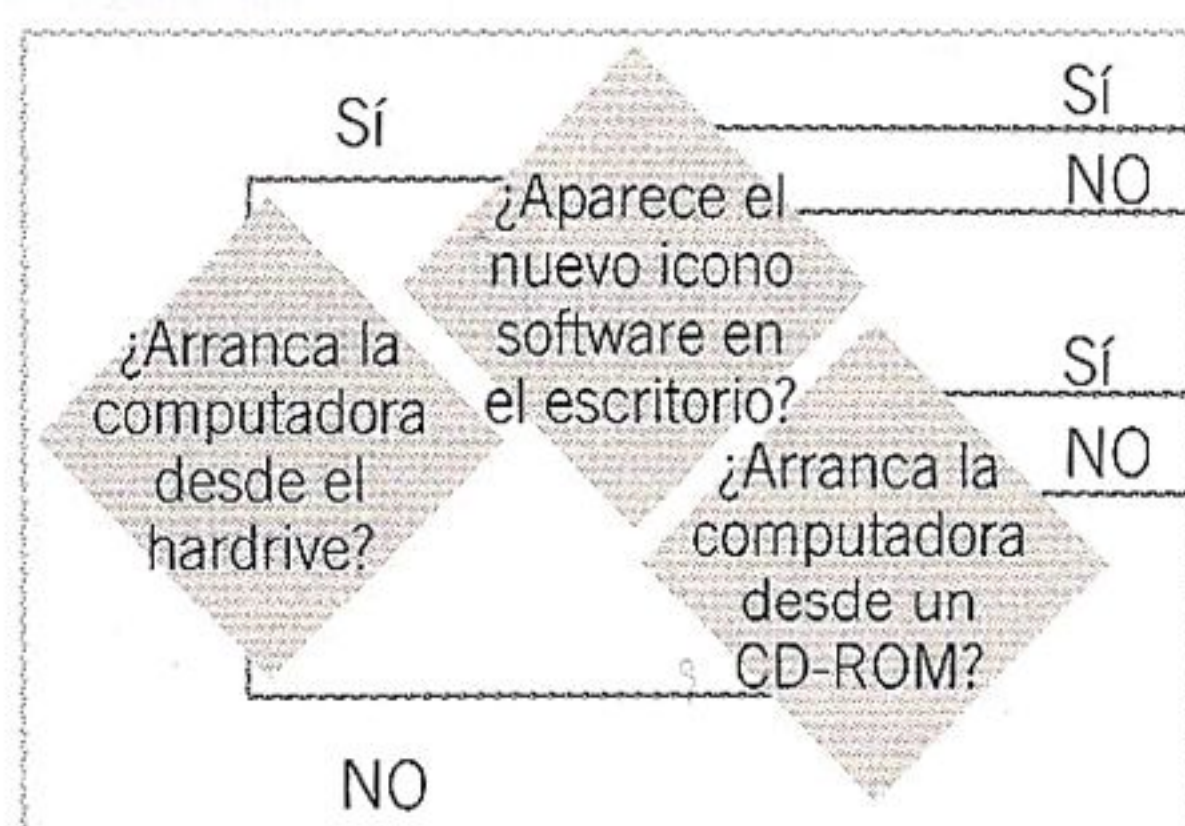 Sí
¿Arranca la
computadora
desde el
hardrive?
NO
¿Aparece el
nuevo icono
software en
el escritorio?
Sí
NO
¿Arranca la
computadora
desde un
CD-ROM?
Sí
NO